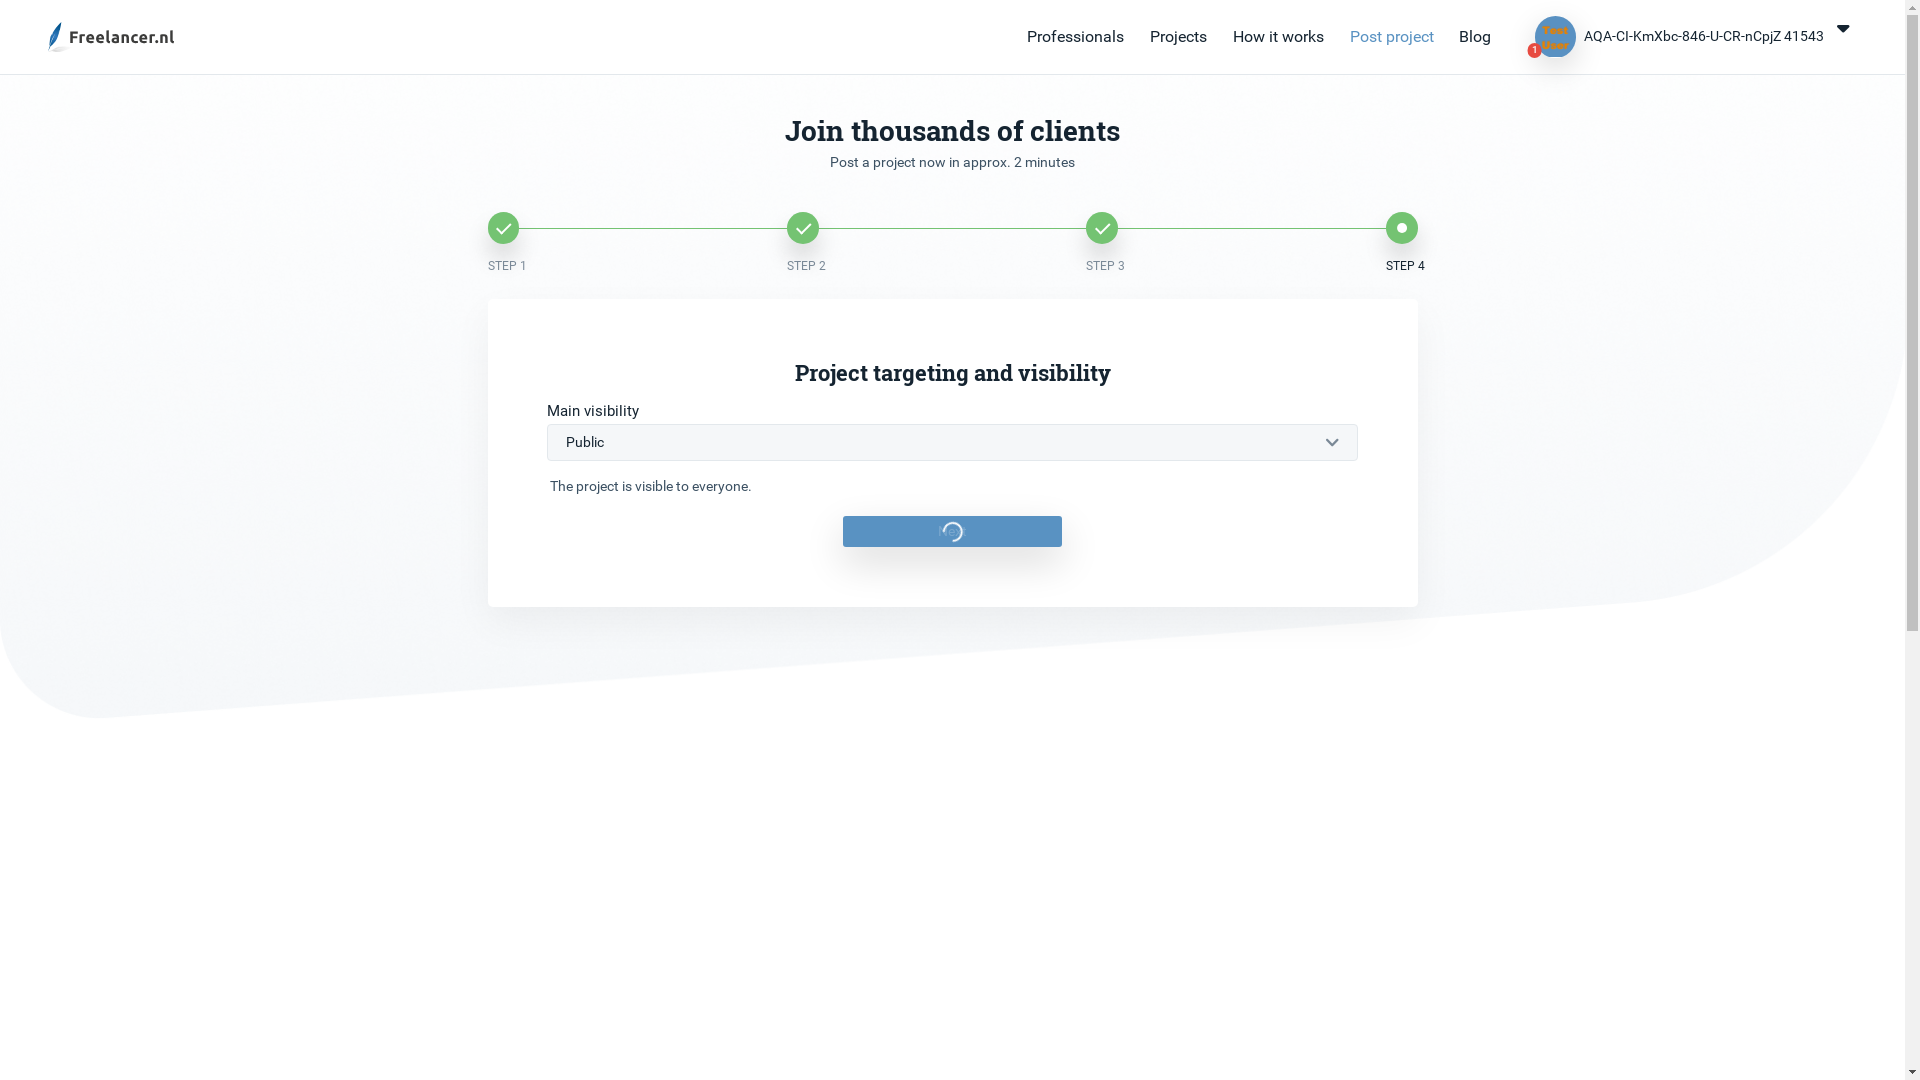 Freelancer.nl
Professionals
Projects
How it works
Post project
Blog
Test
User
1
AQA-CI-KmXbc-846-U-CR-nCpjZ 41543
Join thousands of clients
Post a project now in approx. 2 minutes
STEP 1
STEP 2
STEP 3
STEP 4
Project targeting and visibility
Main visibility
Public
The project is visible to everyone.